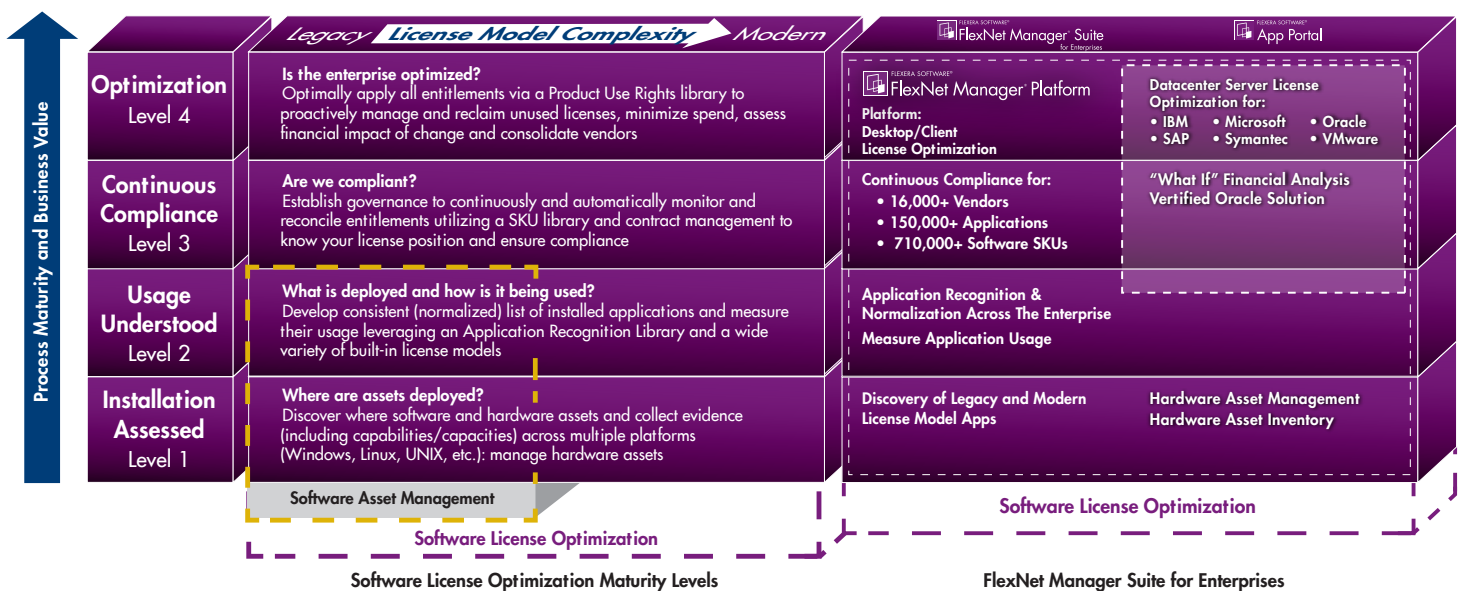 Process Maturity and Business Value
Legacy License Model Complexity Modern
Optimization
Level 4
Is the enterprise optimized?
Optimally apply all entitlements via a Product Use Rights library to
proactively manage and reclaim unused licenses, minimize spend, assess
financial impact of change and consolidate vendors
Continuous
Compliance
Level 3
Are we compliant?
Establish governance to continuously and automatically monitor and
reconcile entitlements utilizing a SKU library and contract management to
know your license position and ensure compliance
Usage
Understood
Level 2
What is deployed and how is it being used?
Develop consistent (normalized) list of installed applications and measure
their usage leveraging an Application Recognition Library and a wide
variety of built-in license models
Installation
Assessed
Level 1
Where are assets deployed?
Discover where software and hardware assets and collect evidence
(including capabilities/capacities) across multiple platforms
(Windows, Linux, UNIX, etc.): manage hardware assets
Software Asset Management
Software License Optimization
Software License Optimization Maturity Levels
FLEXERA SOFTWARE®
FlexNet Manager® Suite
for Enterprises
FLEXERA SOFTWARE®
App Portal
FLEXERA SOFTWARE®
FlexNet Manager® Platform
Platform:
Desktop/Client
License Optimization
Datacenter Server License
Optimization for:
• IBM • Microsoft • Oracle
• SAP • Symantec • VMware
Continuous Compliance for:
• 16,000+ Vendors
• 150,000+ Applications
• 710,000+ Software SKUs
“What If” Financial Analysis
Vertified Oracle Solution
Application Recognition &
Normalization Across The Enterprise
Measure Application Usage
Discovery of Legacy and Modern
License Model Apps
Hardware Asset Management
Hardware Asset Inventory
Software License Optimization
FlexNet Manager Suite for Enterprises